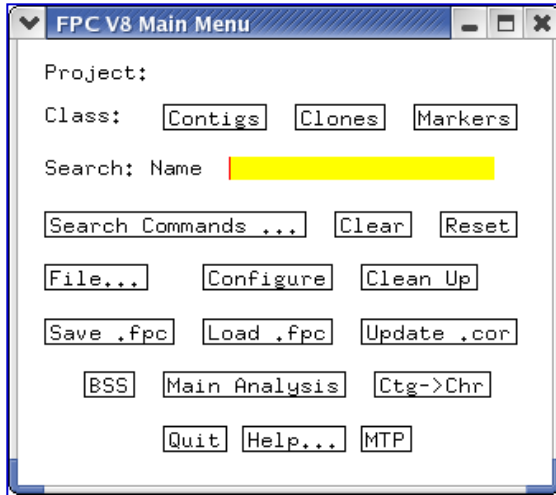 FPC V8 Main Menu
Project:
Class: Contigs Clones Markers
Search: Name
Search Commands ... Clear Reset
File... Configure Clean Up
Save .fpc Load .fpc Update .cor
BSS Main Analysis Ctg->Chr
Quit Help... MTP